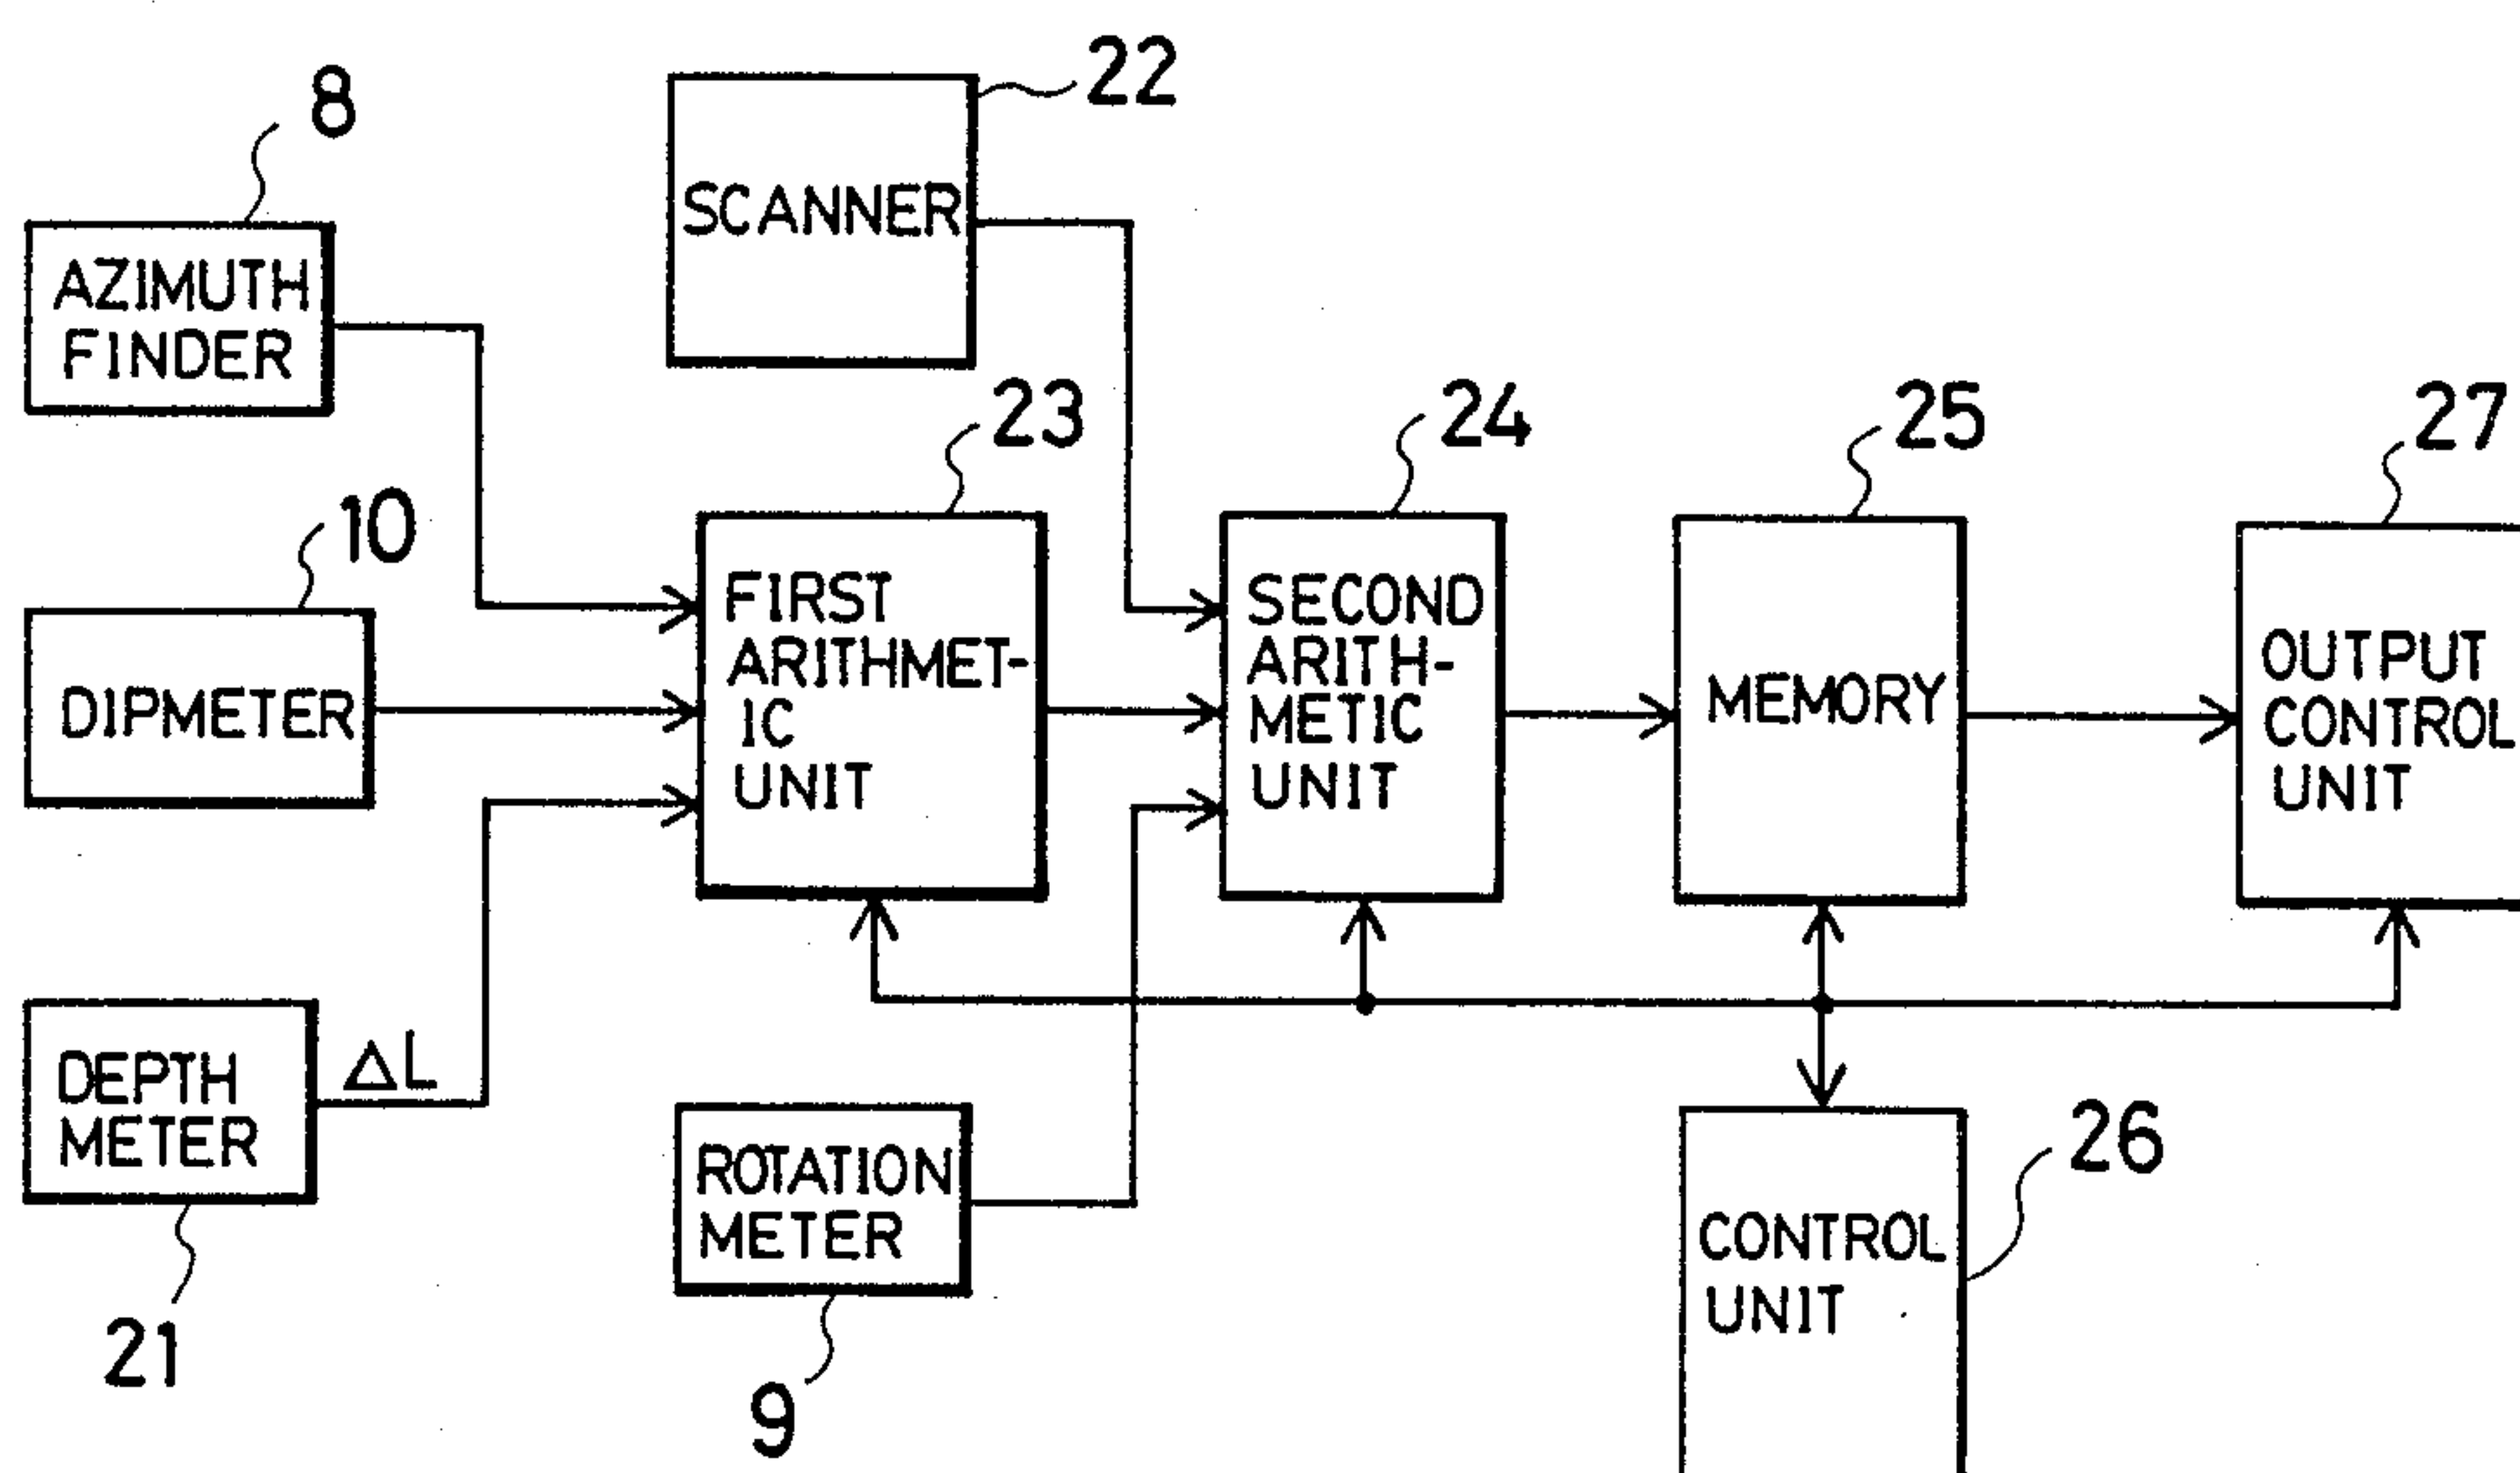 8
AZIMUTH
FINDER
22
SCANNER
10
DIPMETER
23
FIRST
ARITHMET-
IC
UNIT
24
SECOND
ARITH-
METIC
UNIT
25
MEMORY
27
OUTPUT
CONTROL
UNIT
DEPTH
METER
ΔL
21
ROTATION
METER
9
26
CONTROL
UNIT